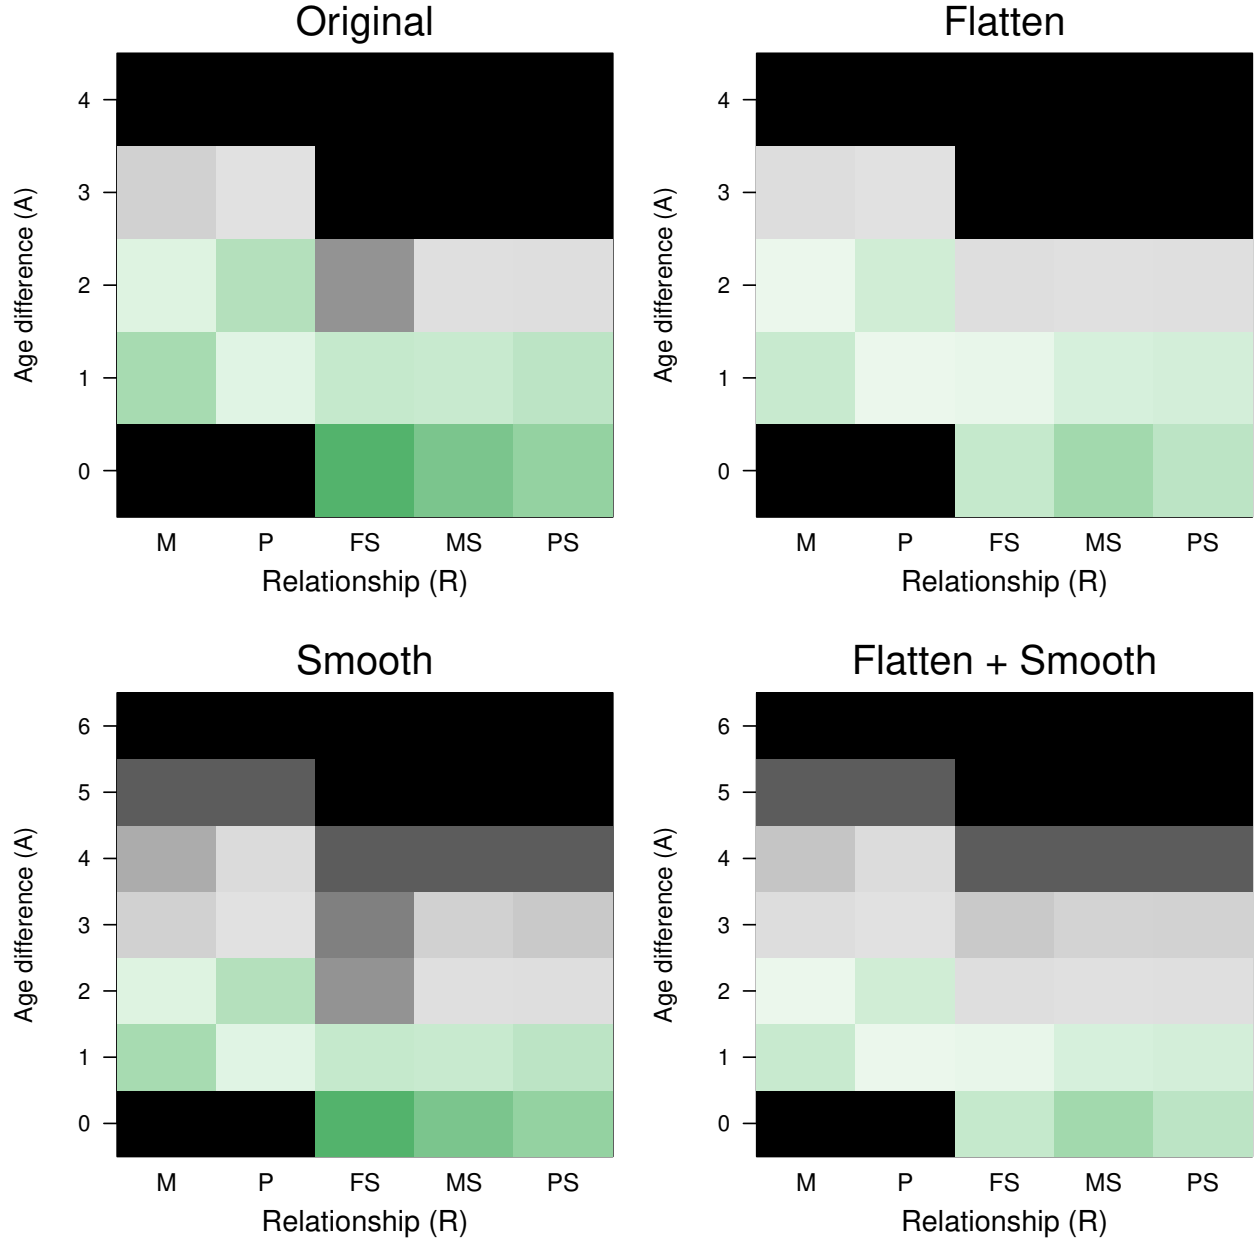 Original
4
3
2
1
0
Age difference (A)
M P FS MS PS
Relationship (R)
Flatten
4
3
2
1
0
Age difference (A)
M P FS MS PS
Relationship (R)
Smooth
6
5
4
3
2
1
0
Age difference (A)
M P FS MS PS
Relationship (R)
Flatten + Smooth
6
5
4
3
2
1
0
Age difference (A)
M P FS MS PS
Relationship (R)